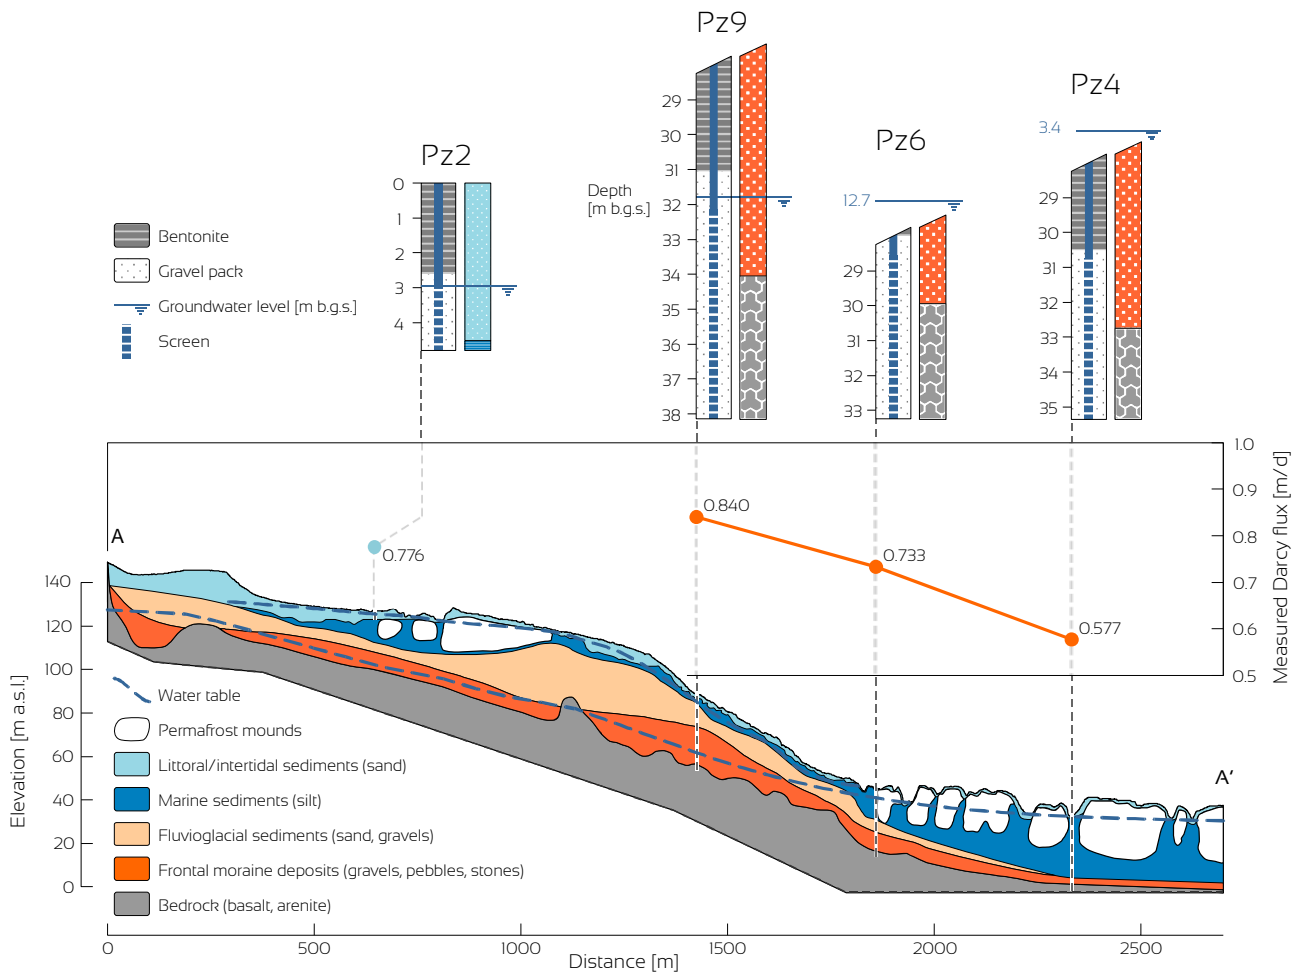 Pz9
Pz4
3.4
Pz6
Pz2
29
30
31
32
33
34
35
36
37
38
Depth
[m b.g.s.]
12.7
29
30
31
32
33
29
30
31
32
33
34
35
0
1
2
3
4
Bentonite
Gravel pack
Groundwater level [m b.g.s.]
Screen
1.0
0.9
0.8
0.7
0.6
0.5
Measured Darcy flux [m/d]
0.840
0.776
0.733
0.577
A
A’
140
120
100
80
60
40
20
0
Elevation [m a.s.l.]
Water table
Permafrost mounds
Littoral/intertidal sediments (sand)
Marine sediments (silt)
Fluvioglacial sediments (sand, gravels)
Frontal moraine deposits (gravels, pebbles, stones)
Bedrock (basalt, arenite)
0
500
1000
1500
2000
2500
Distance [m]